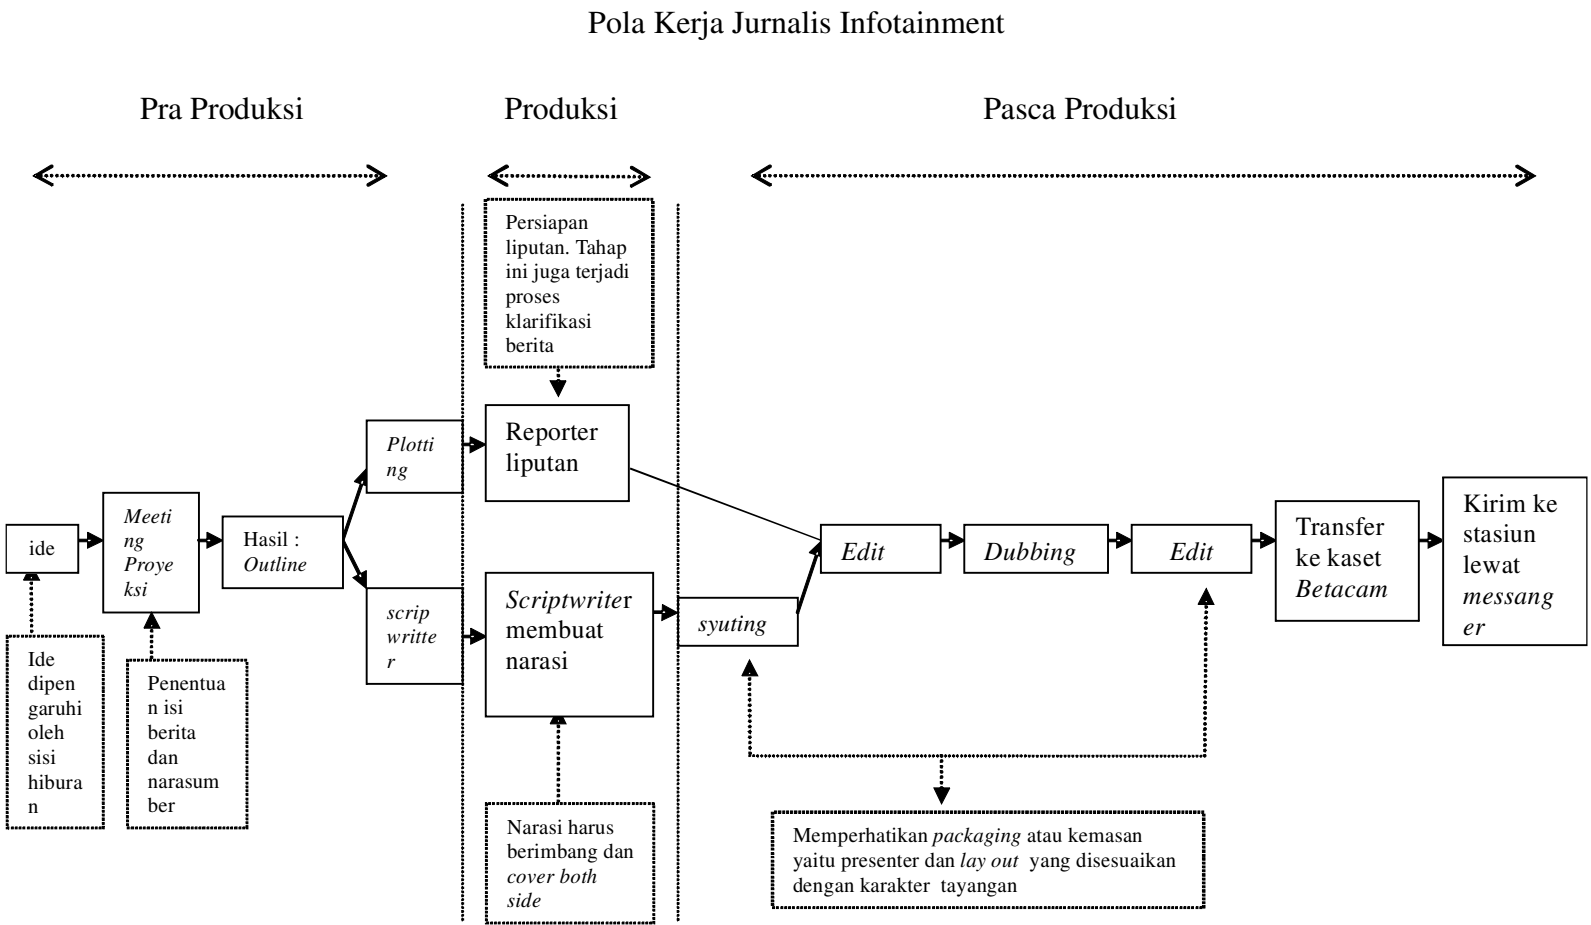 Pola Kerja Jurnalis Infotainment
Pra Produksi
Produksi
Pasca Produksi
Persiapan
liputan. Tahap
ini juga terjadi
proses
klarifikasi
berita
ide
Meeti
ng
Proye
ksi
Hasil :
Outline
Plotti
ng
scrip
writte
r
Reporter
liputan
Scriptwriter
membuat
narasi
syuting
Edit
Dubbing
Edit
Transfer
ke kaset
Betacam
Kirim ke
stasiun
lewat
messang
er
Ide
dipen
garuhi
oleh
sisi
hibura
n
Penentua
n isi
berita
dan
narasum
ber
Narasi harus
berimbang dan
cover both
side
Memperhatikan packaging atau kemasan
yaitu presenter dan lay out yang disesuaikan
dengan karakter tayangan